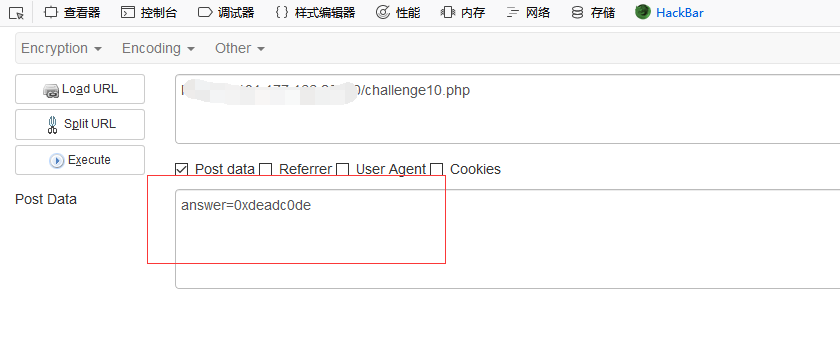 查看器 控制台 调试器 样式编辑器 性能 内存 网络 存储 HackBar
Encryption Encoding Other
Load URL
/challenge10.php
Split URL
Execute
Post data Referrer User Agent Cookies
Post Data
answer=0xdeadc0de